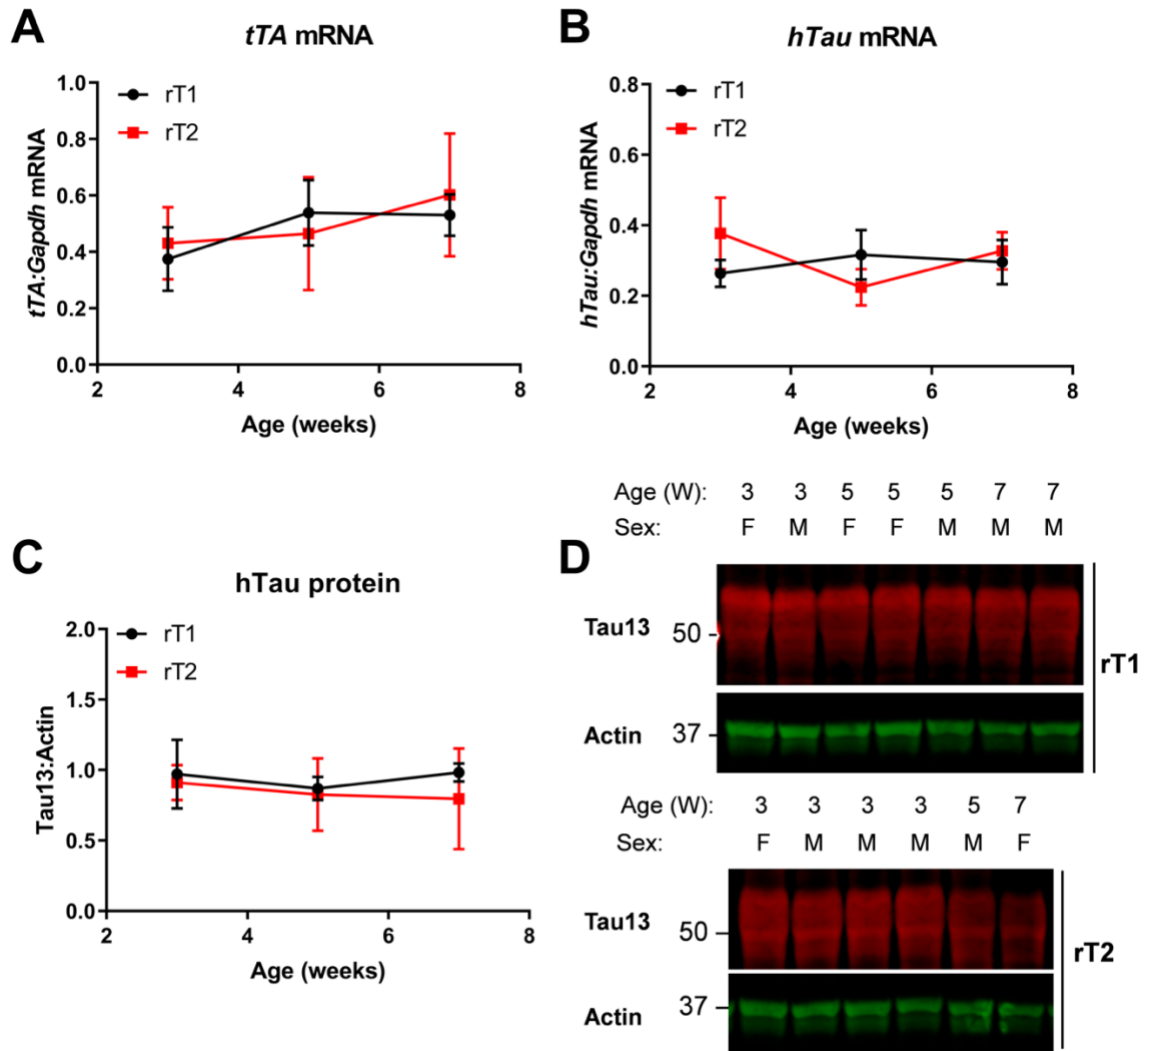 A
tTA mRNA
rT1
rT2
tTA:Gapdh mRNA
1.0
0.8
0.6
0.4
0.2
0.0
2 4 6 8
Age (weeks)
B
hTau mRNA
rT1
rT2
hTau:Gapdh mRNA
0.8
0.6
0.4
0.2
0.0
2 4 6 8
Age (weeks)
C
hTau protein
rT1
rT2
Tau13:Actin
2.0
1.5
1.0
0.5
0.0
2 4 6 8
Age (weeks)
D
Age (W): 3 3 5 5 5 7 7
Sex: F M F F M M M
Tau13 50
Actin 37
rT1
Age (W): 3 3 3 3 5 7
Sex: F M M M M F
Tau13 50
Actin 37
rT2